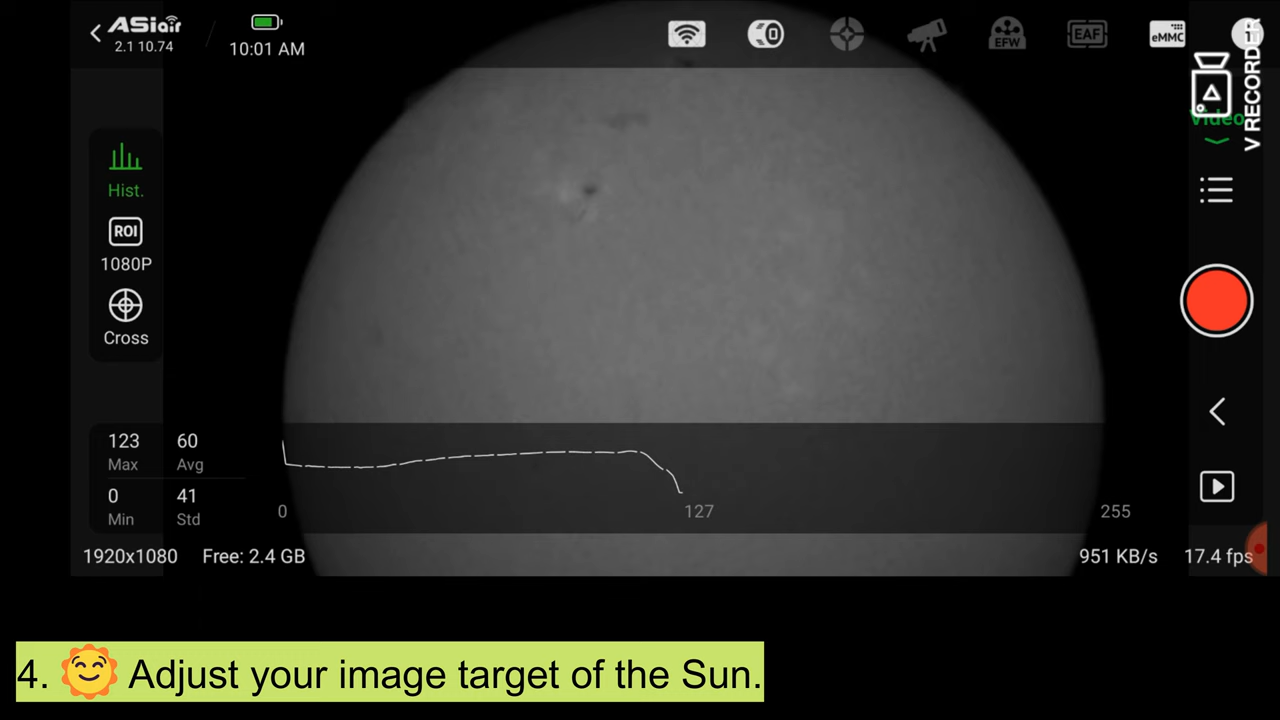 ASIair
2.1 10.74
10:01 AM
EFW
EAF
eMMC
V RECORDER
Video
Hist.
ROI
1080P
Cross
123
Max
60
Avg
0
Min
41
Std
0
127
255
1920x1080
Free: 2.4 GB
951 KB/s
17.4 fps
4. 🌞 Adjust your image target of the Sun.